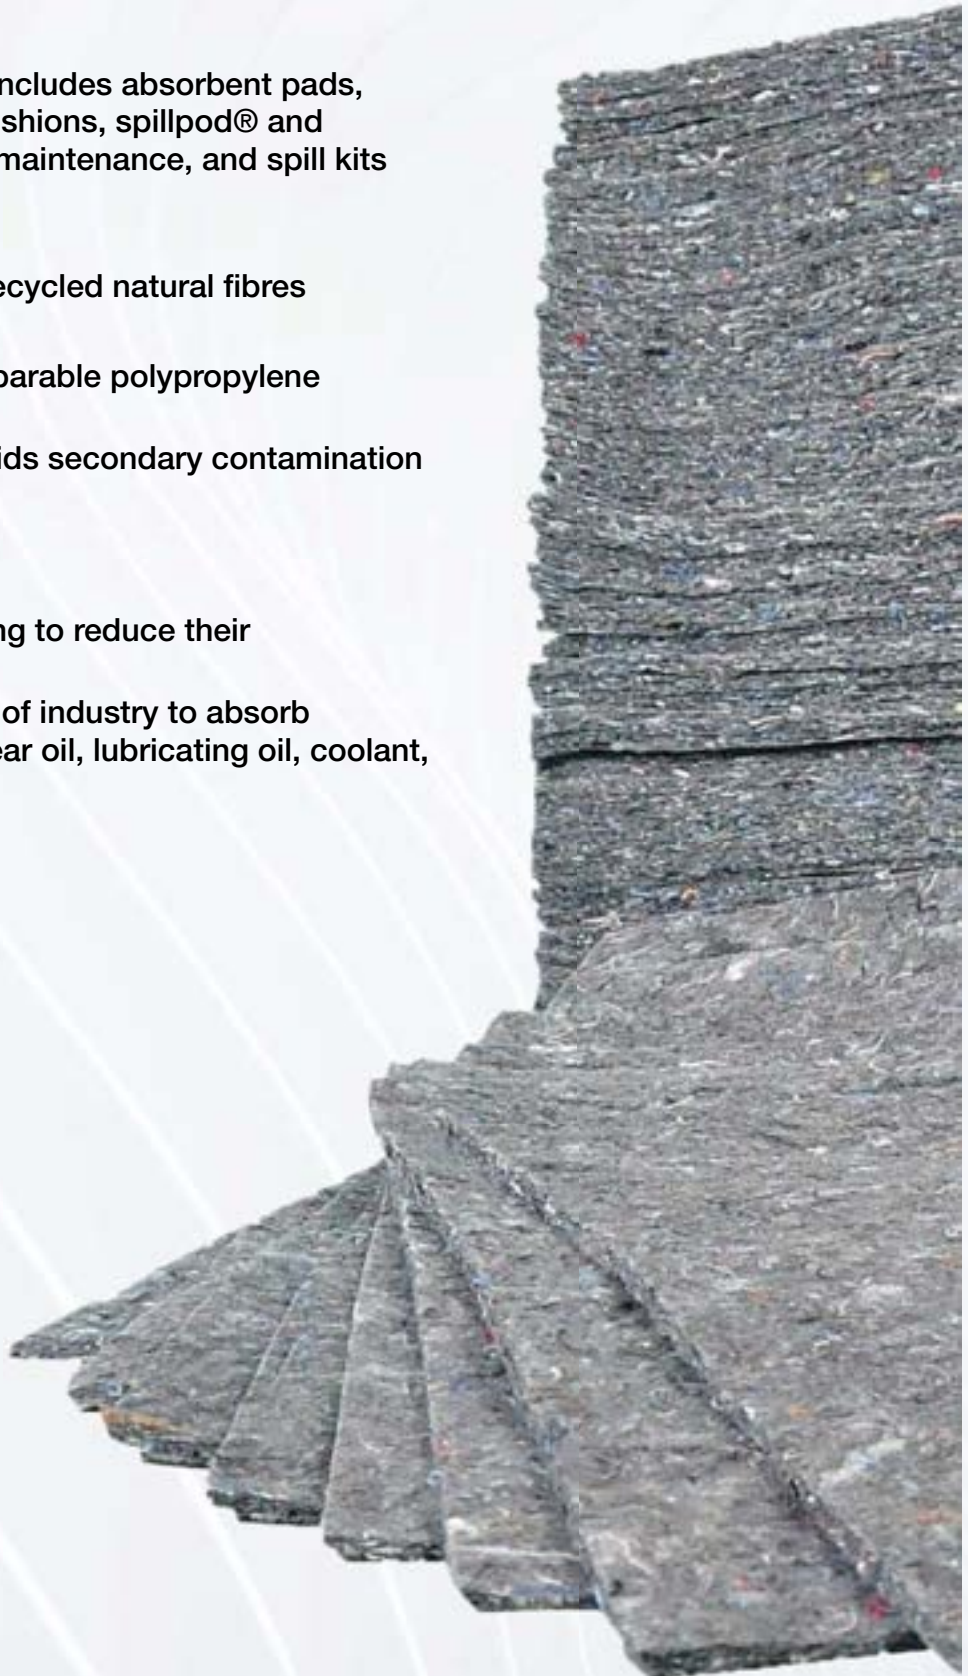 ncludes absorbent pads,
shions, spillpod® and
maintenance, and spill kits
ecycled natural fibres
parable polypropylene
ids secondary contamination
ng to reduce their
of industry to absorb
ear oil, lubricating oil, coolant,